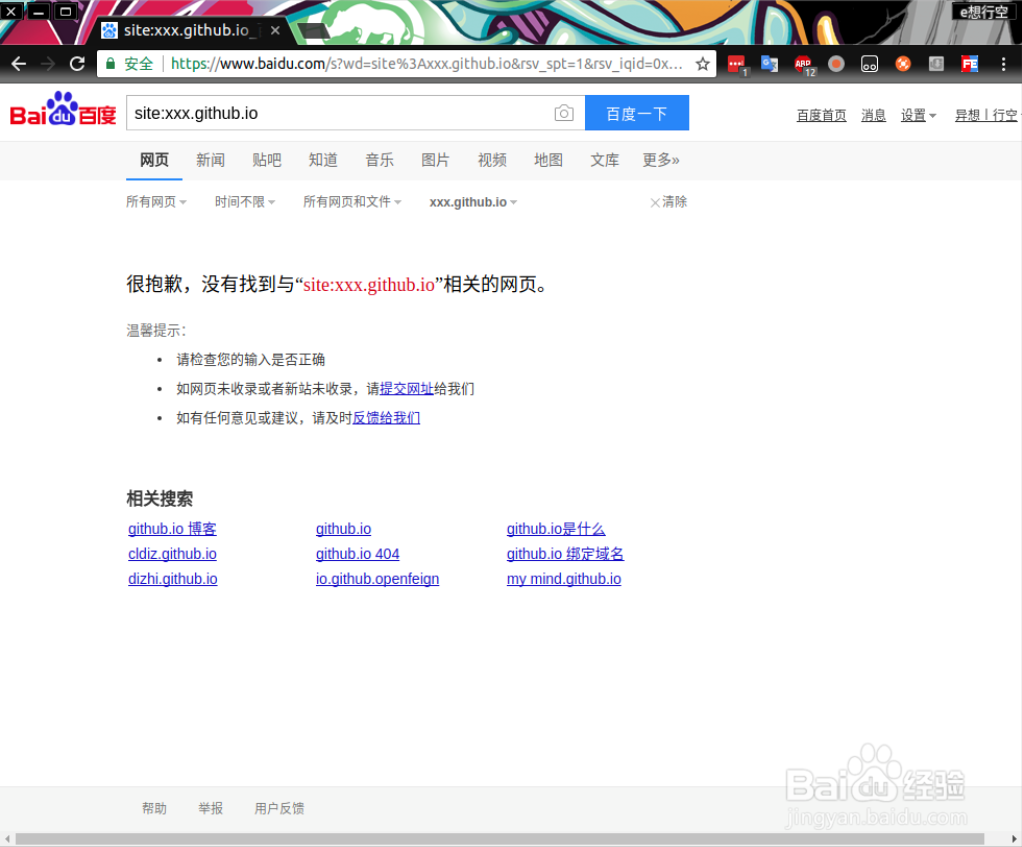 e想行空
site:xxx.github.io_
安全 https://www.baidu.com/s?wd=site%3Axxx.github.io&rsv_spt=1&rsv_iqid=0x...
1 ABP 12 FE
Bai du 百度 site:xxx.github.io 百度一下 百度首页 消息 设置 异想丨行空
网页 新闻 贴吧 知道 音乐 图片 视频 地图 文库 更多»
所有网页 时间不限 所有网页和文件 xxx.github.io ×清除
很抱歉，没有找到与“site:xxx.github.io”相关的网页。
温馨提示：
• 请检查您的输入是否正确
• 如网页未收录或者新站未收录，请提交网址给我们
• 如有任何意见或建议，请及时反馈给我们
相关搜索
github.io 博客 github.io github.io是什么
cldiz.github.io github.io 404 github.io 绑定域名
dizhi.github.io io.github.openfeign my mind.github.io
Bai du 经验
jingyan.baidu.com
帮助 举报 用户反馈